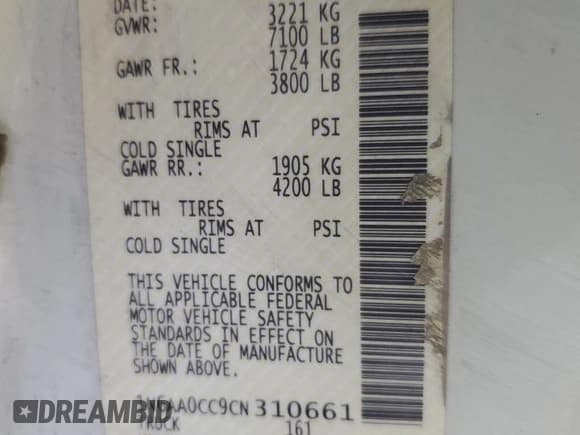 DATE:
GVWR: 3221 KG
7100 LB
GAWR FR.: 1724 KG
3800 LB
WITH TIRES
RIMS AT PSI
COLD SINGLE
GAWR RR.: 1905 KG
4200 LB
WITH TIRES
RIMS AT PSI
COLD SINGLE
THIS VEHICLE CONFORMS TO
ALL APPLICABLE FEDERAL
MOTOR VEHICLE SAFETY
STANDARDS IN EFFECT ON
THE DATE OF MANUFACTURE
SHOWN ABOVE.
310661
TRUCK 161
DREAMBID